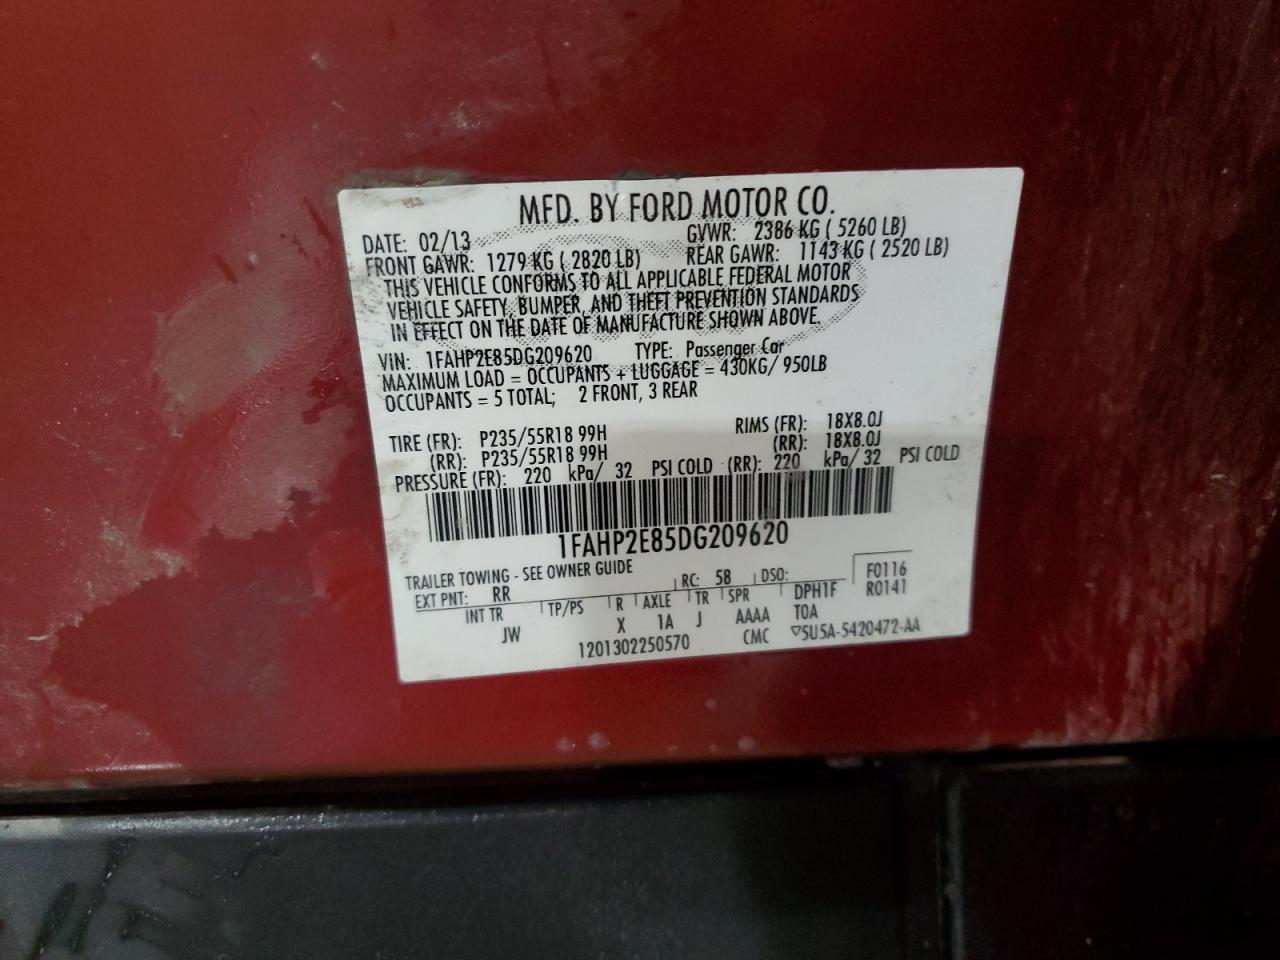 MFD. BY FORD MOTOR CO.
DATE: 02/13 GVWR: 2386 KG ( 5260 LB)
FRONT GAWR: 1279 KG ( 2820 LB) REAR GAWR: 1143 KG ( 2520 LB)
THIS VEHICLE CONFORMS TO ALL APPLICABLE FEDERAL MOTOR
VEHICLE SAFETY, BUMPER, AND THEFT PREVENTION STANDARDS
IN EFFECT ON THE DATE OF MANUFACTURE SHOWN ABOVE.
VIN: 1FAHP2E85DG209620 TYPE: Passenger Car
MAXIMUM LOAD = OCCUPANTS + LUGGAGE = 430KG/ 950LB
OCCUPANTS = 5 TOTAL; 2 FRONT, 3 REAR
TIRE (FR): P235/55R18 99H RIMS (FR): 18X8.0J
(RR): P235/55R18 99H (RR): 18X8.0J
PRESSURE (FR): 220 kPa/ 32 PSI COLD (RR): 220 kPa/ 32 PSI COLD
1FAHP2E85DG209620
TRAILER TOWING - SEE OWNER GUIDE
EXT PNT: RR RC: 58 DSO: F0116
R0141
INT TR TP/PS R AXLE TR SPR DPH1F
JW X 1A J AAAA T0A
1201302250570 CMC ▽5U5A-5420472-AA